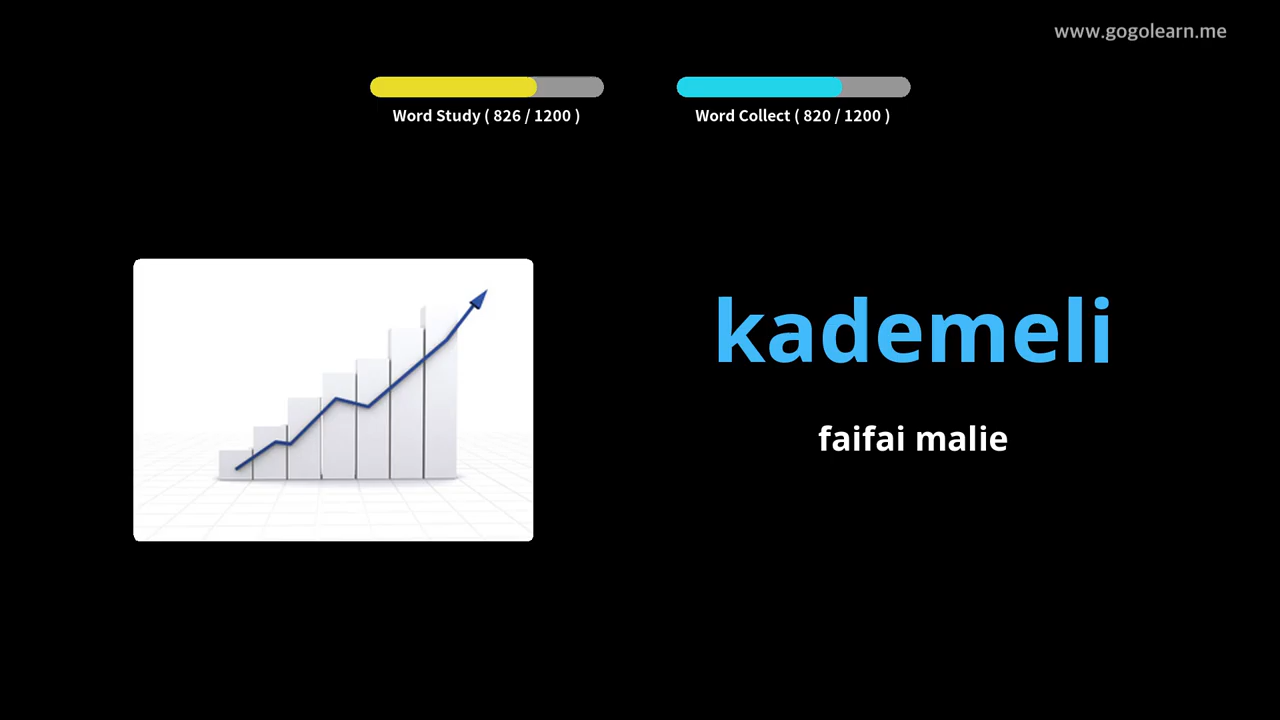 www.gogolearn.me
Word Study ( 826 / 1200 )
Word Collect ( 820 / 1200 )
kademeli
faifai malie